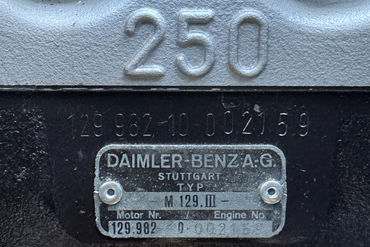 250
129 982-10-002159
DAIMLER-BENZ A.G.
STUTTGART
TYP
M 129.III-
Motor Nr. / Engine No
129.982